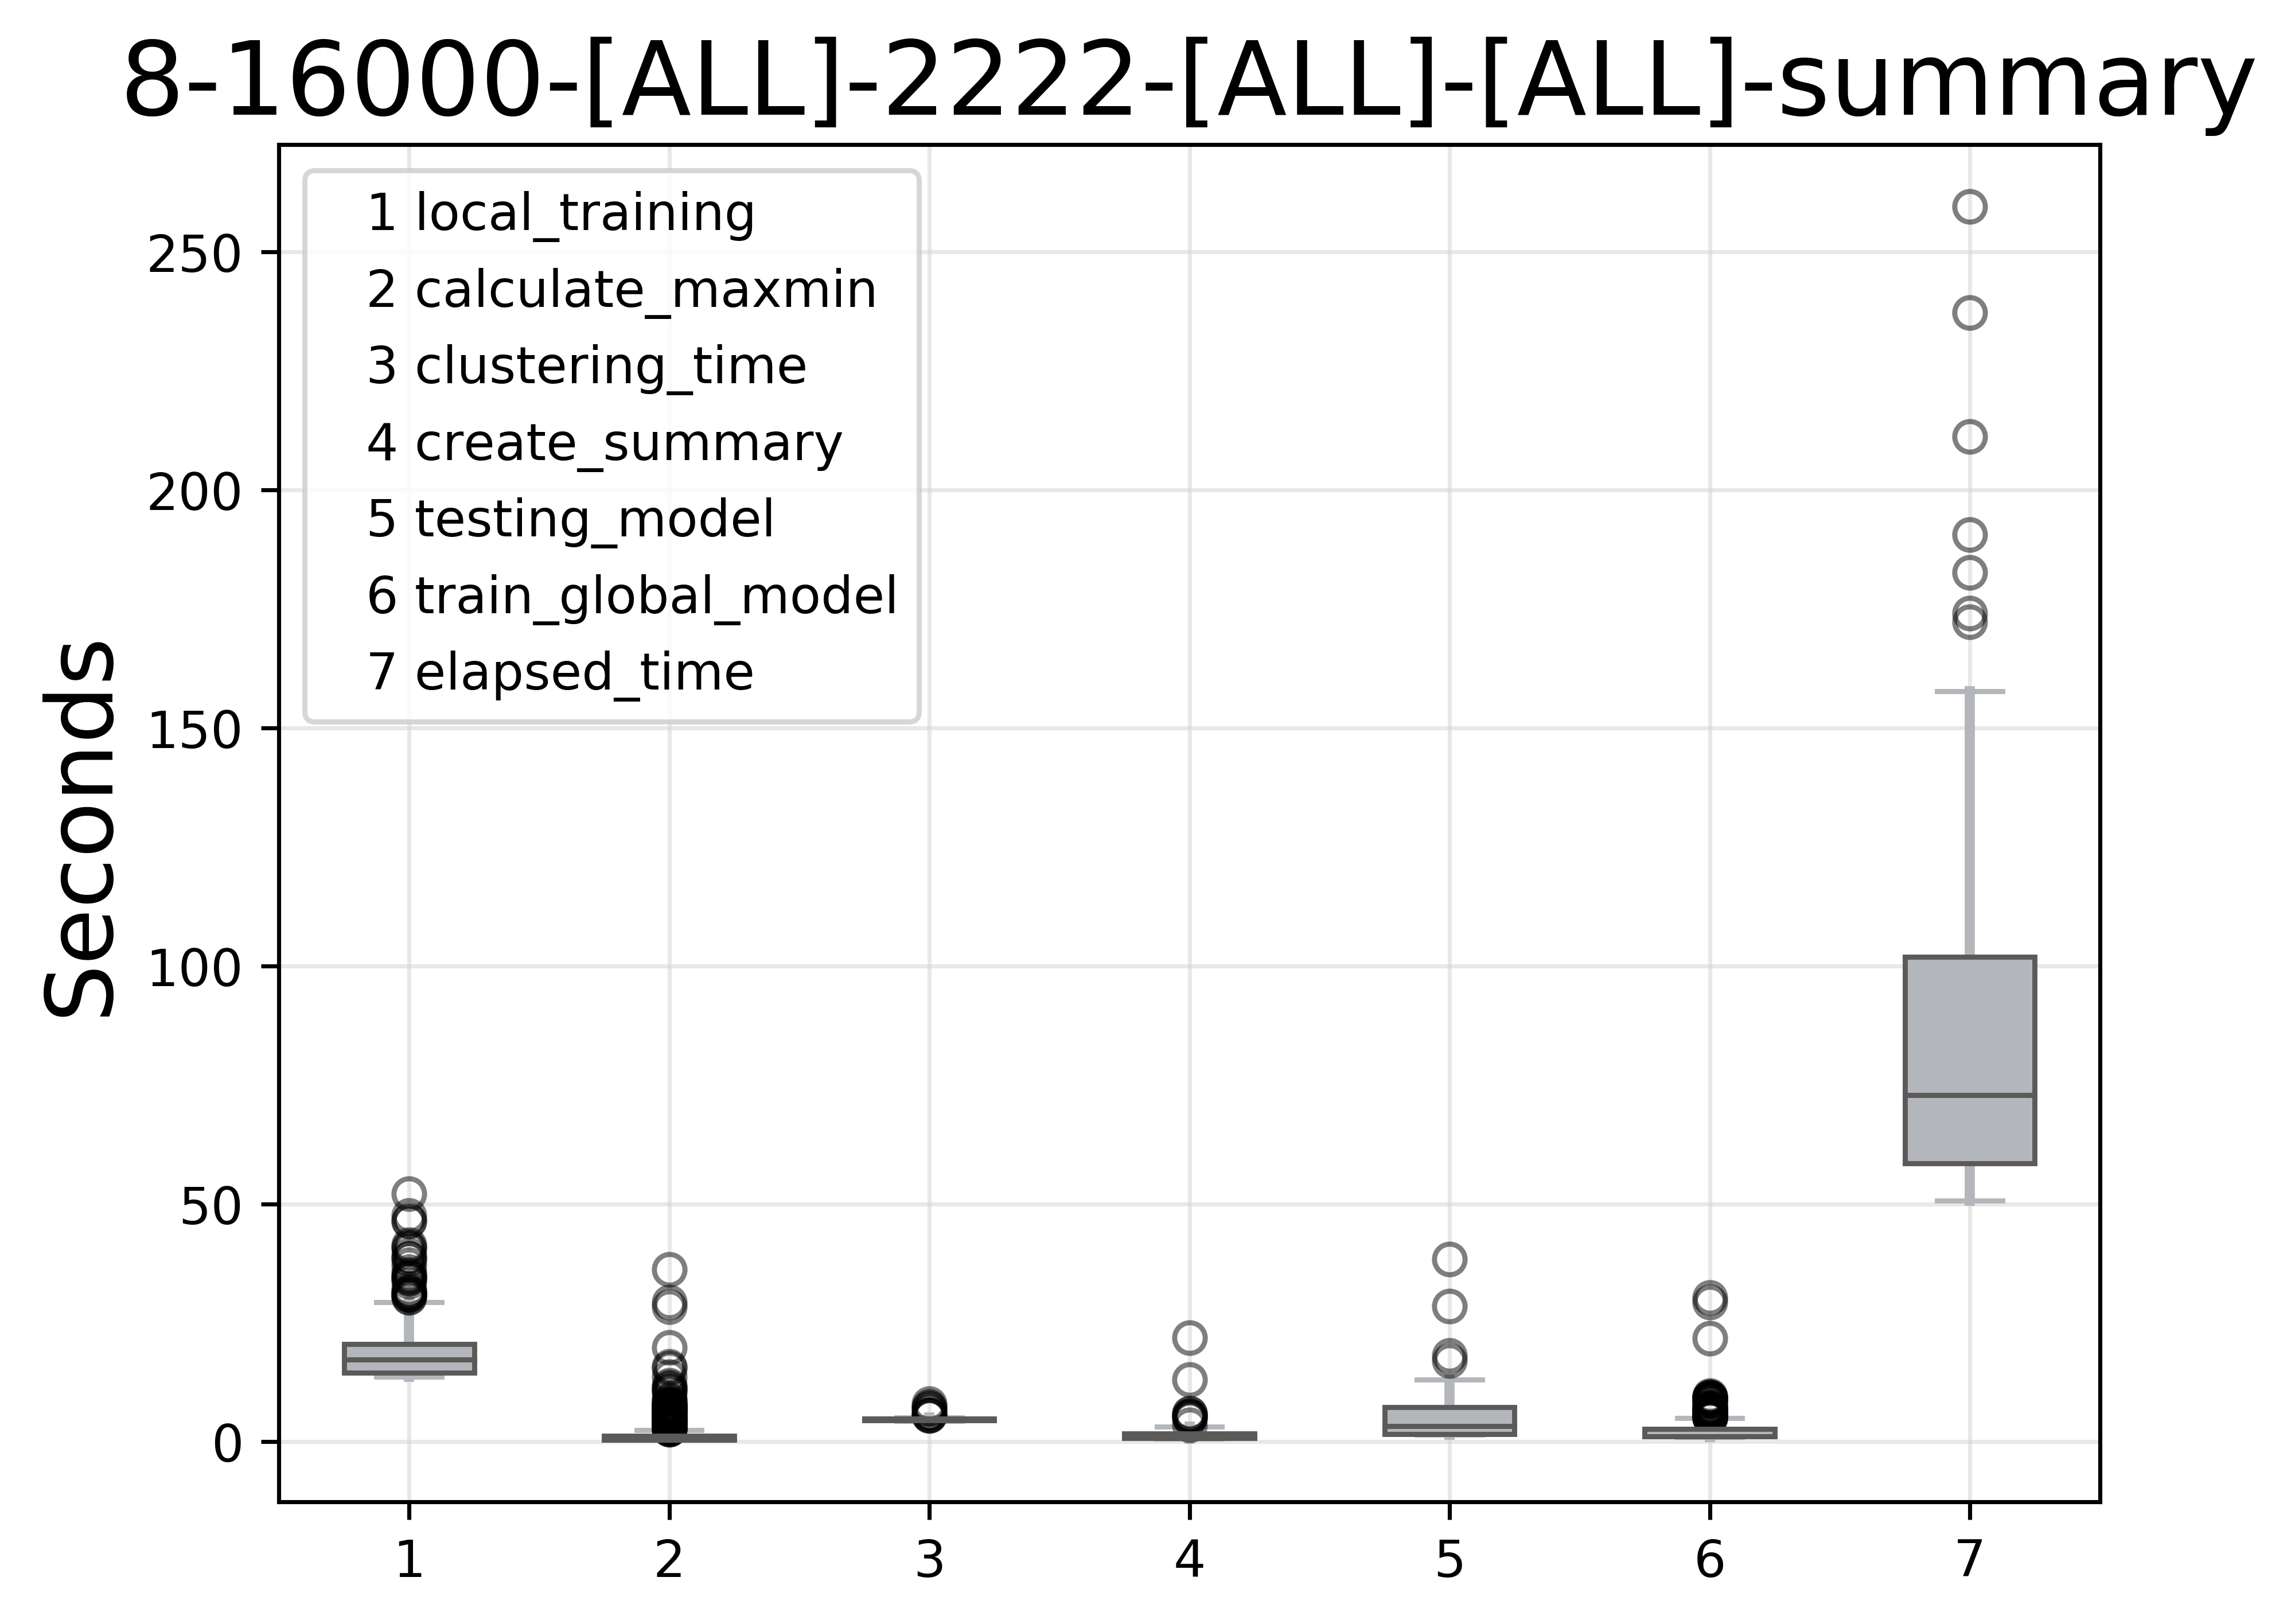 8-16000-[ALL]-2222-[ALL]-[ALL]-summary
1 local_training
2 calculate_maxmin
3 clustering_time
4 create_summary
5 testing_model
6 train_global_model
7 elapsed_time
Seconds
250
200
150
100
50
0
1 2 3 4 5 6 7